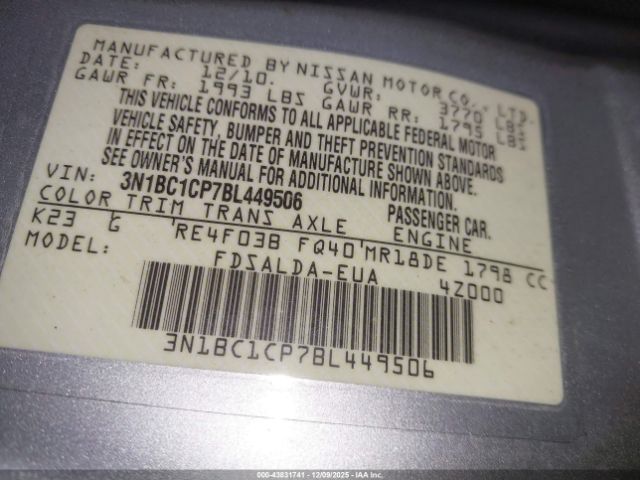 MANUFACTURED BY NISSAN MOTOR CO., LTD.
DATE: 12/10. GVWR: 3770 LBS
GAWR FR: 1993 LBS GAWR RR: 1795 LBS
THIS VEHICLE CONFORMS TO ALL APPLICABLE FEDERAL MOTOR
VEHICLE SAFETY, BUMPER AND THEFT PREVENTION STANDARDS
IN EFFECT ON THE DATE OF MANUFACTURE SHOWN ABOVE.
SEE OWNER'S MANUAL FOR ADDITIONAL INFORMATION.
VIN: 3N1BC1CP7BL449506 PASSENGER CAR.
COLOR TRIM TRANS AXLE ENGINE
K23 G RE4F03B FQ40 MR18DE 1798 CC
MODEL: FDSALDA-EUA 4Z000
3N1BC1CP7BL449506
000-43831741 - 12/09/2025 - IAA Inc.